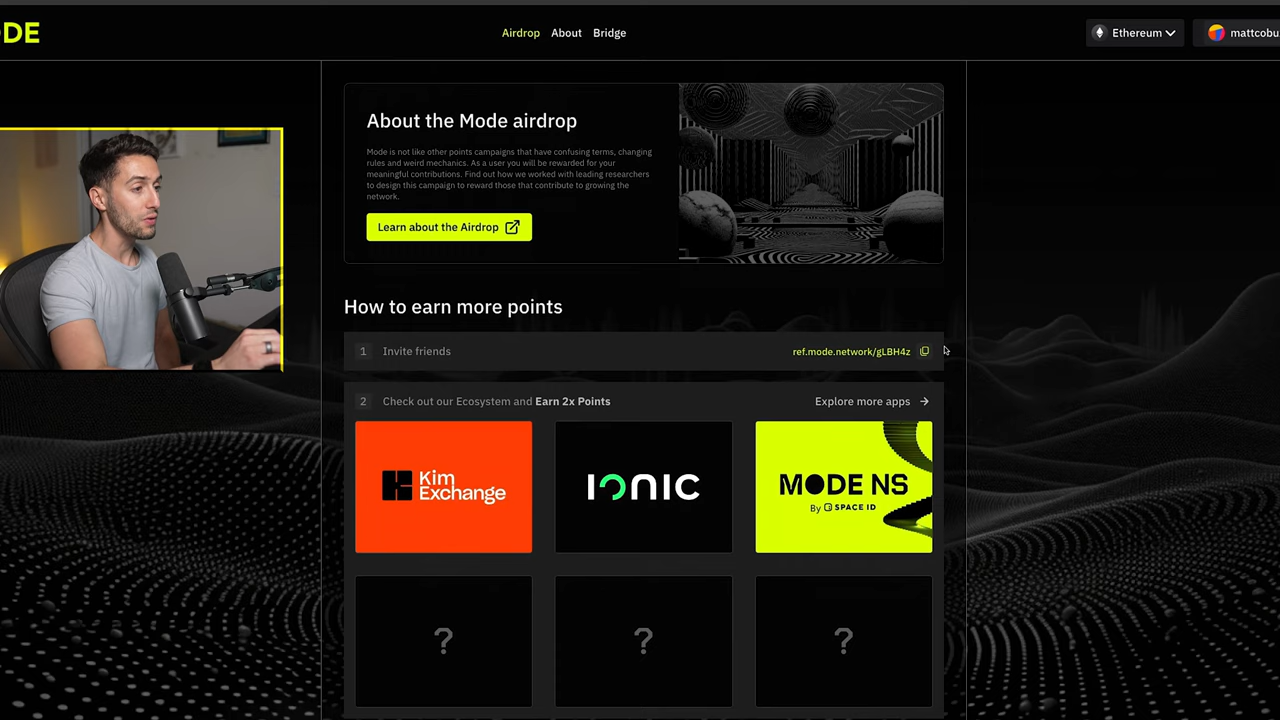 ODE
Airdrop About Bridge
Ethereum
mattcobu
About the Mode airdrop
Mode is not like other points campaigns that have confusing terms, changing
rules and weird mechanics. As a user you will be rewarded for your
meaningful contributions. Find out how we worked with leading researchers
to design this campaign to reward those that contribute to growing the
network.
Learn about the Airdrop
How to earn more points
1 Invite friends ref.mode.network/gLBH4z
2 Check out our Ecosystem and Earn 2x Points Explore more apps →
Kim
Exchange
IONIC
MODE NS
By SPACE ID
? ? ?